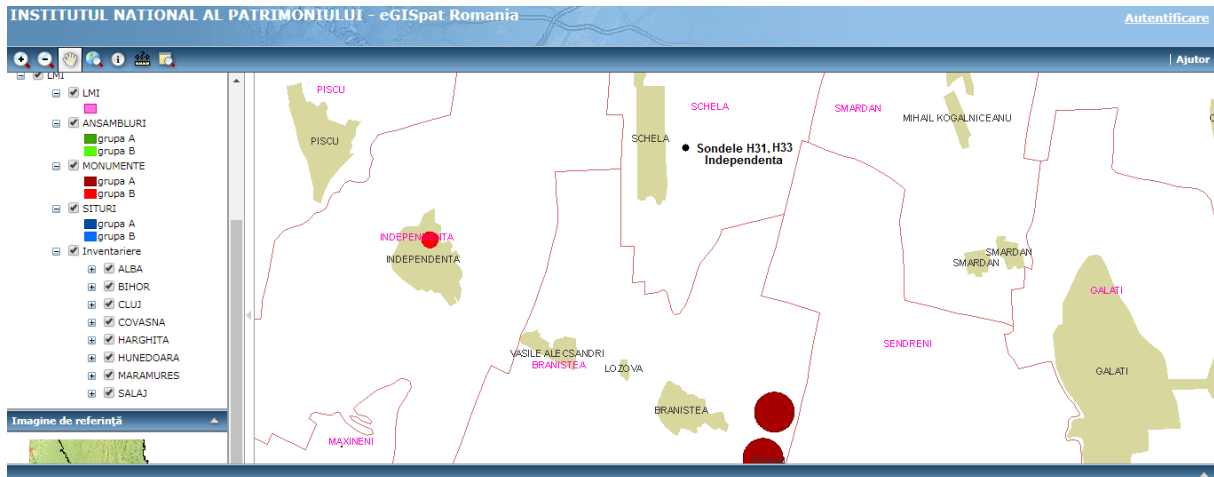 INSTITUTUL NATIONAL AL PATRIMONIULUI - eGISpat Romania
Autentificare
| Ajutor
LMI
LMI
ANSAMBLURI
grupa A
grupa B
MONUMENTE
grupa A
grupa B
SITURI
grupa A
grupa B
Inventariere
ALBA
BIHOR
CLUJ
COVASNA
HARGHITA
HUNEDOARA
MARAMURES
SALAJ
Imagine de referință
PISCU
PISCU
SCHELA
SCHELA
SMARDAN
MIHAIL KOGALNICEANU
Sondele H31, H33
Independenta
INDEPENDENTA
INDEPENDENTA
SMARDAN
SMARDAN
GALATI
GALATI
SENDRENI
VASILE ALECSANDRI
BRANISTEA
LOZOVA
BRANISTEA
MAXINENI